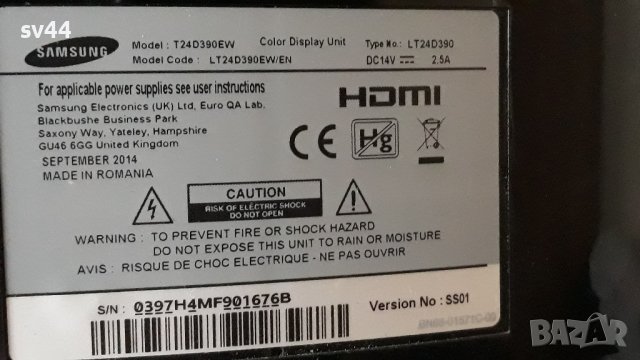 sv44
SAMSUNG
Model : T24D390EW Color Display Unit Type No.: LT24D390
Model Code : LT24D390EW/EN DC14V 2.5A
For applicable power supplies see user instructions
Samsung Electronics (UK) Ltd, Euro QA Lab.
Blackbushe Business Park
Saxony Way, Yateley, Hampshire
GU46 6GG United Kingdom
SEPTEMBER 2014
MADE IN ROMANIA
HDMI
CE
Hg
CAUTION
RISK OF ELECTRIC SHOCK
DO NOT OPEN
WARNING : TO PREVENT FIRE OR SHOCK HAZARD
DO NOT EXPOSE THIS UNIT TO RAIN OR MOISTURE
AVIS : RISQUE DE CHOC ELECTRIQUE - NE PAS OUVRIR
S/N : 0397H4MF901676B
Version No : SS01
BAZAR